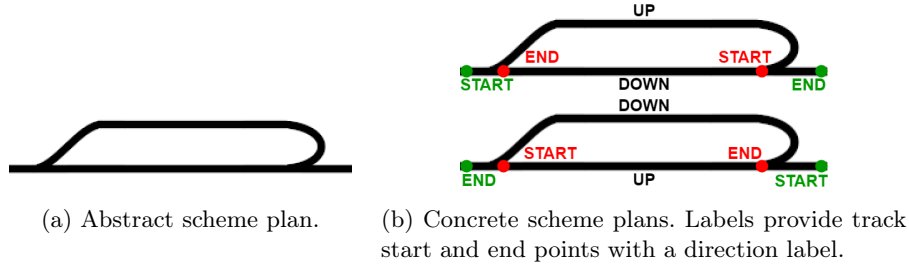 UP
END
START
START
DOWN
END
DOWN
START
END
END
UP
START
(a) Abstract scheme plan.
(b) Concrete scheme plans. Labels provide track
start and end points with a direction label.